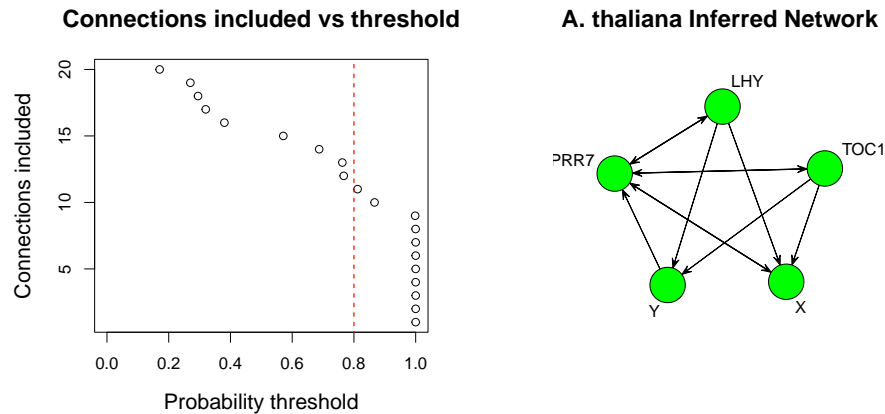 Connections included vs threshold
Connections included
20
15
10
5
0.0 0.2 0.4 0.6 0.8 1.0
Probability threshold
A. thaliana Inferred Network
LHY
TOC1
PRR7
Y
X